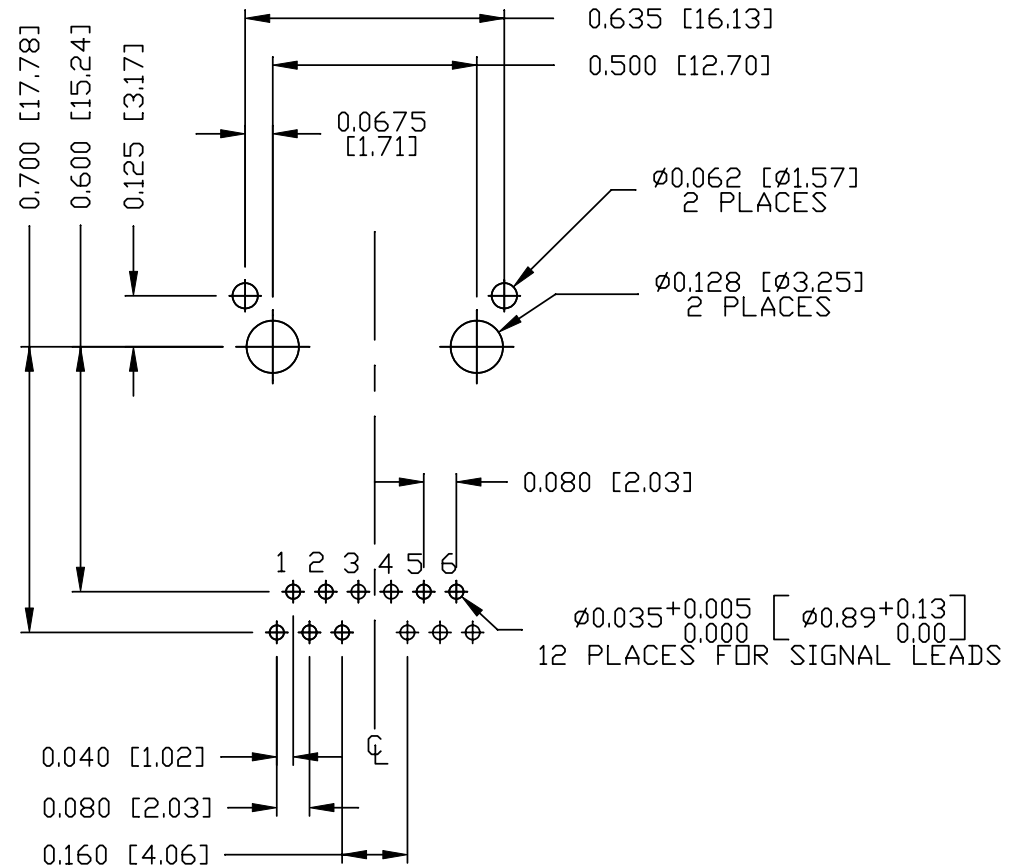 0.635 [16.13]
0.500 [12.70]
0.700 [17.78]
0.600 [15.24]
0.125 [3.17]
0.0675
[1.71]
Ø0.062 [Ø1.57]
2 PLACES
Ø0.128 [Ø3.25]
2 PLACES
0.080 [2.03]
1 2 3 4 5 6
Ø0.035+0.005 [Ø0.89+0.13]
0.000 0.00
12 PLACES FOR SIGNAL LEADS
℄
0.040 [1.02]
0.080 [2.03]
0.160 [4.06]